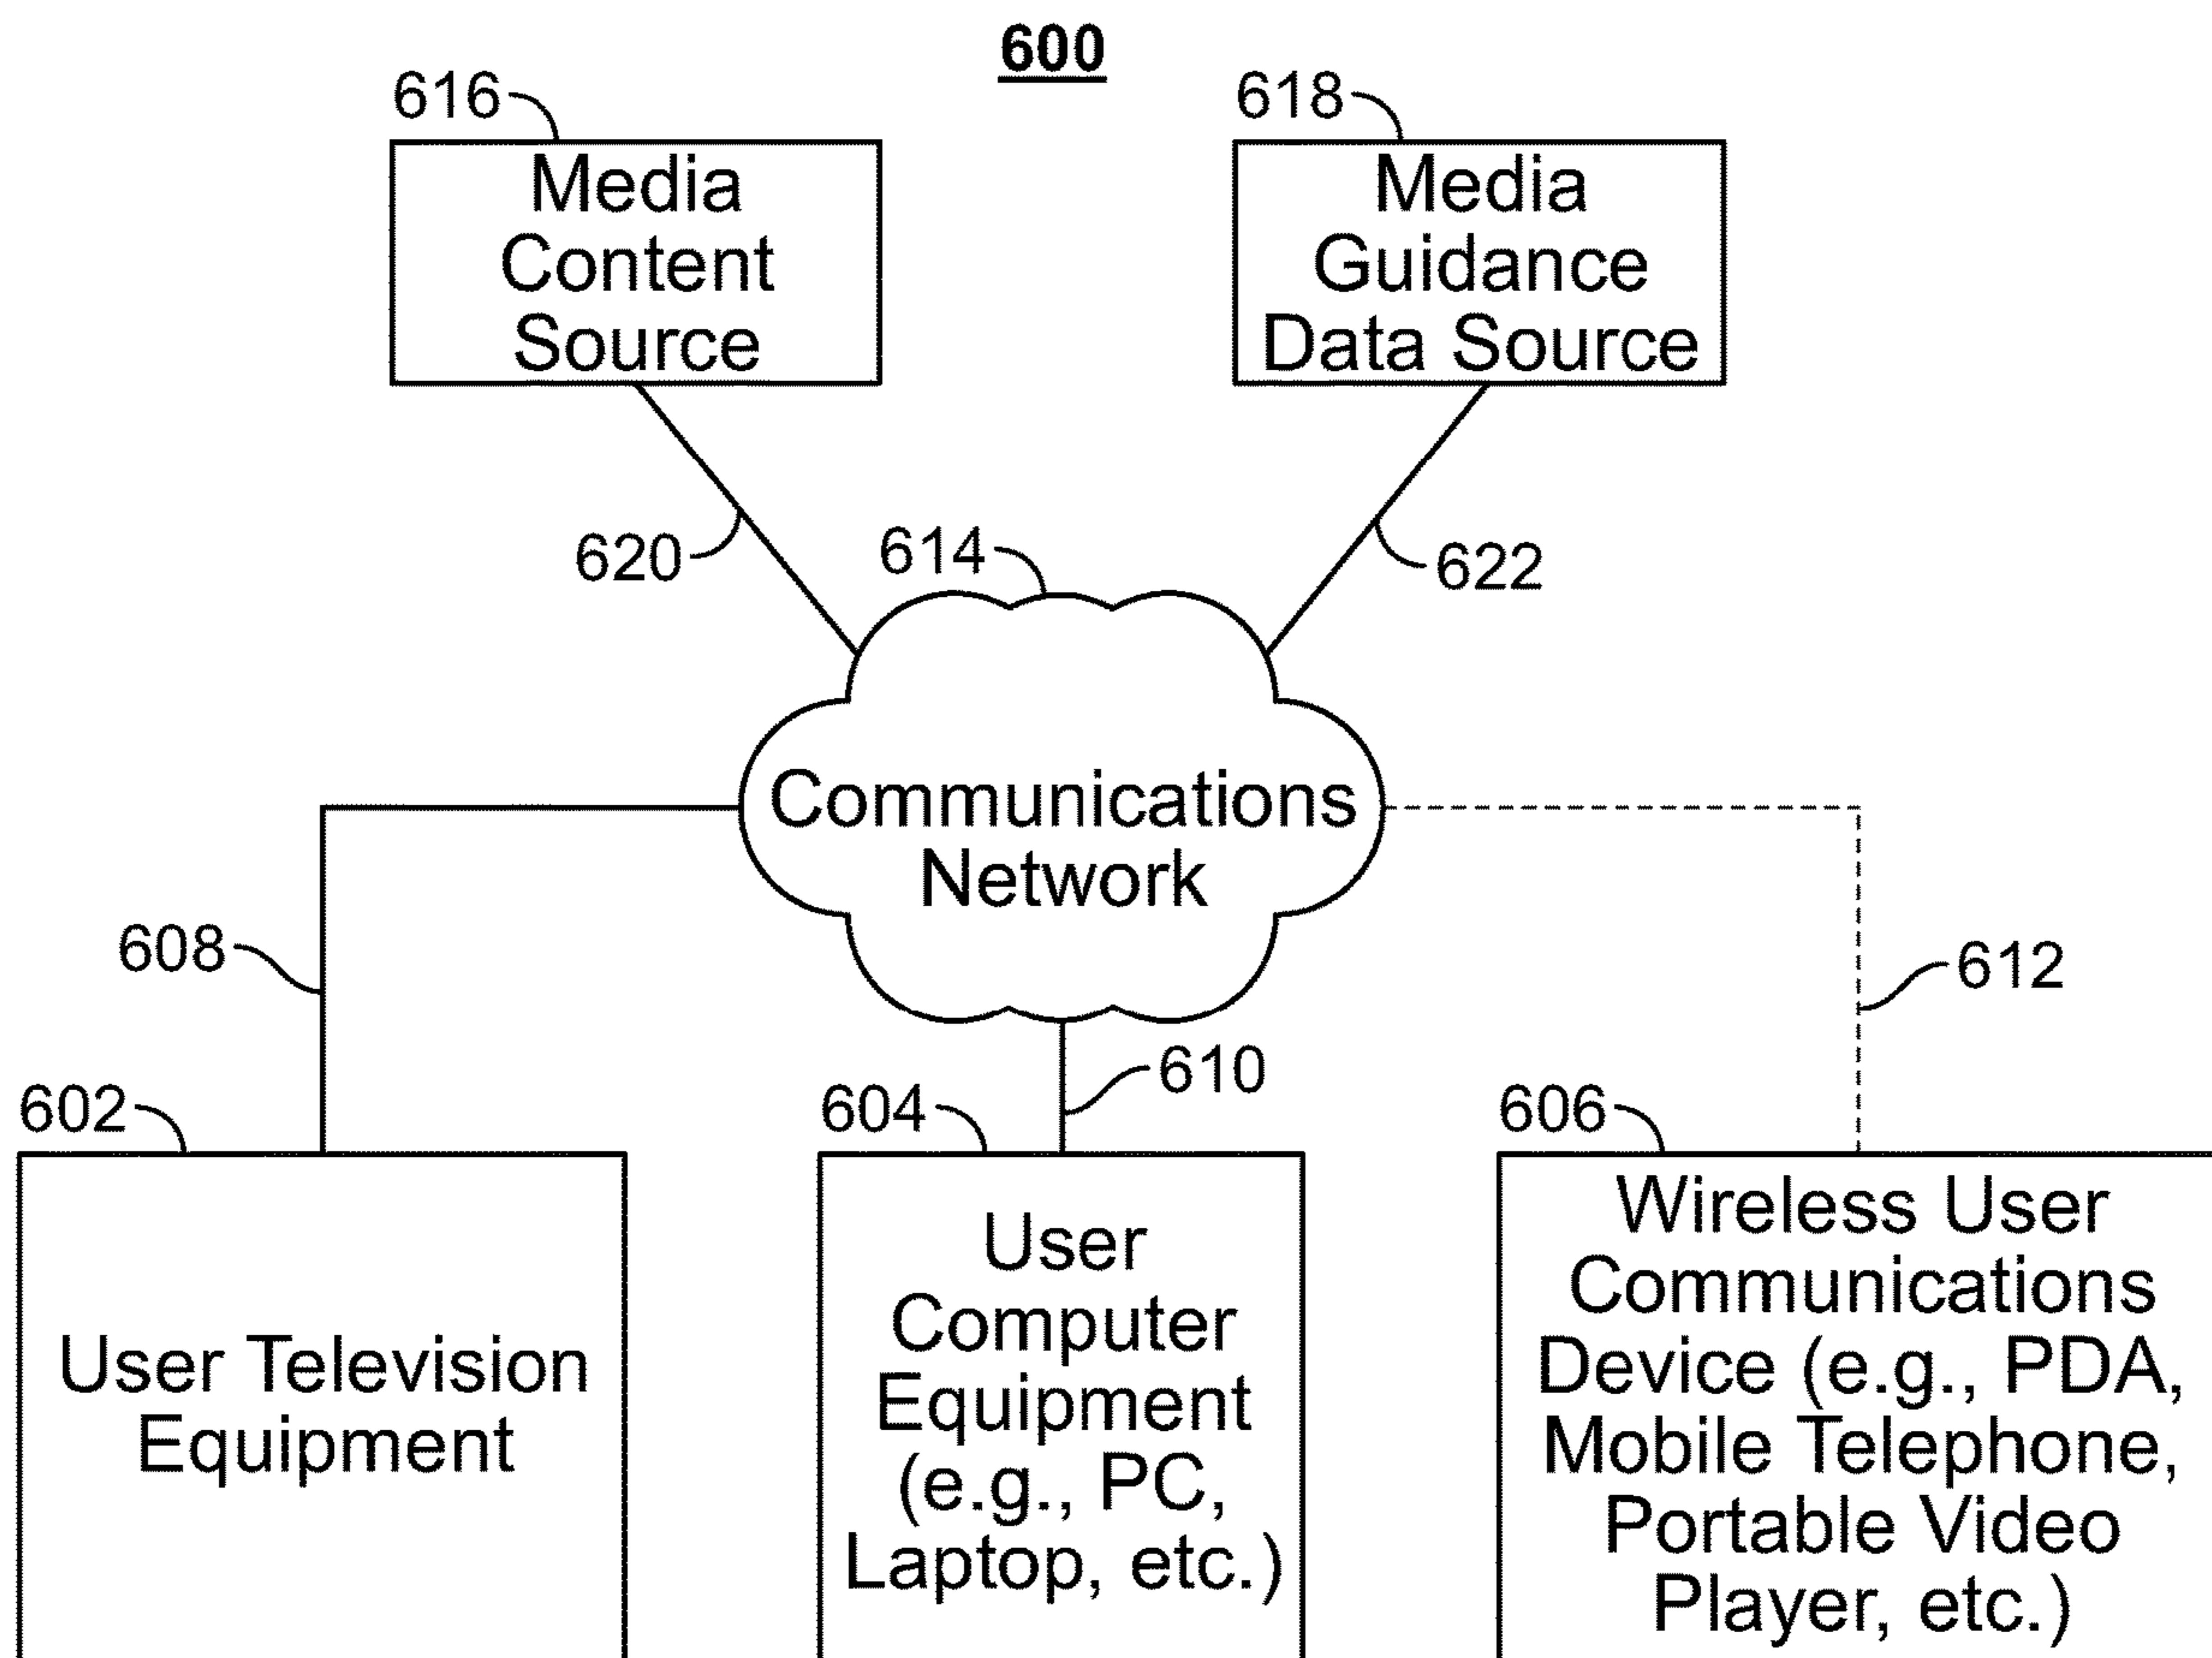 600
616
618
Media
Content
Source
Media
Guidance
Data Source
620
614
622
Communications
Network
608
612
610
602
604
606
User Television
Equipment
User
Computer
Equipment
(e.g., PC,
Laptop, etc.)
Wireless User
Communications
Device (e.g., PDA,
Mobile Telephone,
Portable Video
Player, etc.)